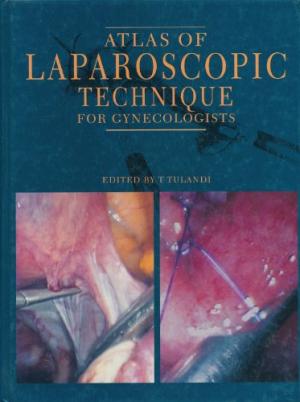 ATLAS OF
LAPAROSCOPIC
TECHNIQUE
FOR GYNECOLOGISTS
EDITED BY T TULANDI